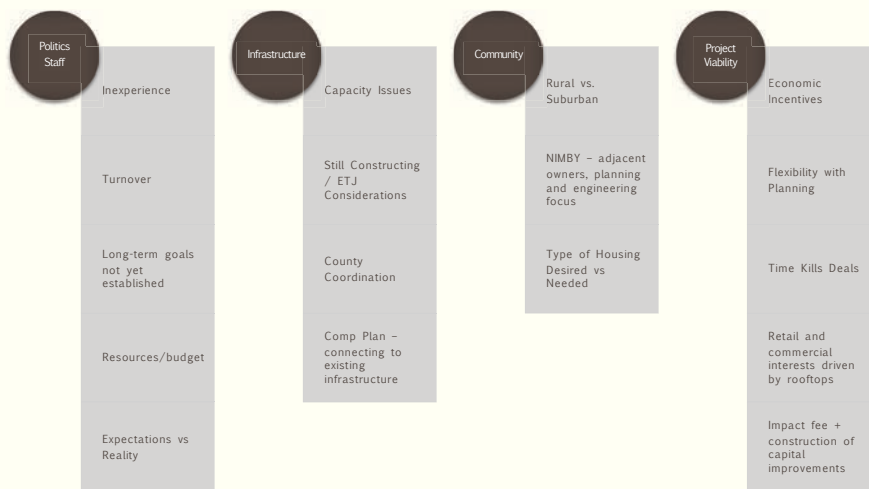 Politics
Staff
Inexperience
Turnover
Long-term goals
not yet
established
Resources/budget
Expectations vs
Reality
Infrastructure
Capacity Issues
Still Constructing
/ ETJ
Considerations
County
Coordination
Comp Plan –
connecting to
existing
infrastructure
Community
Rural vs.
Suburban
NIMBY – adjacent
owners, planning
and engineering
focus
Type of Housing
Desired vs
Needed
Project
Viability
Economic
Incentives
Flexibility with
Planning
Time Kills Deals
Retail and
commercial
interests driven
by rooftops
Impact fee +
construction of
capital
improvements